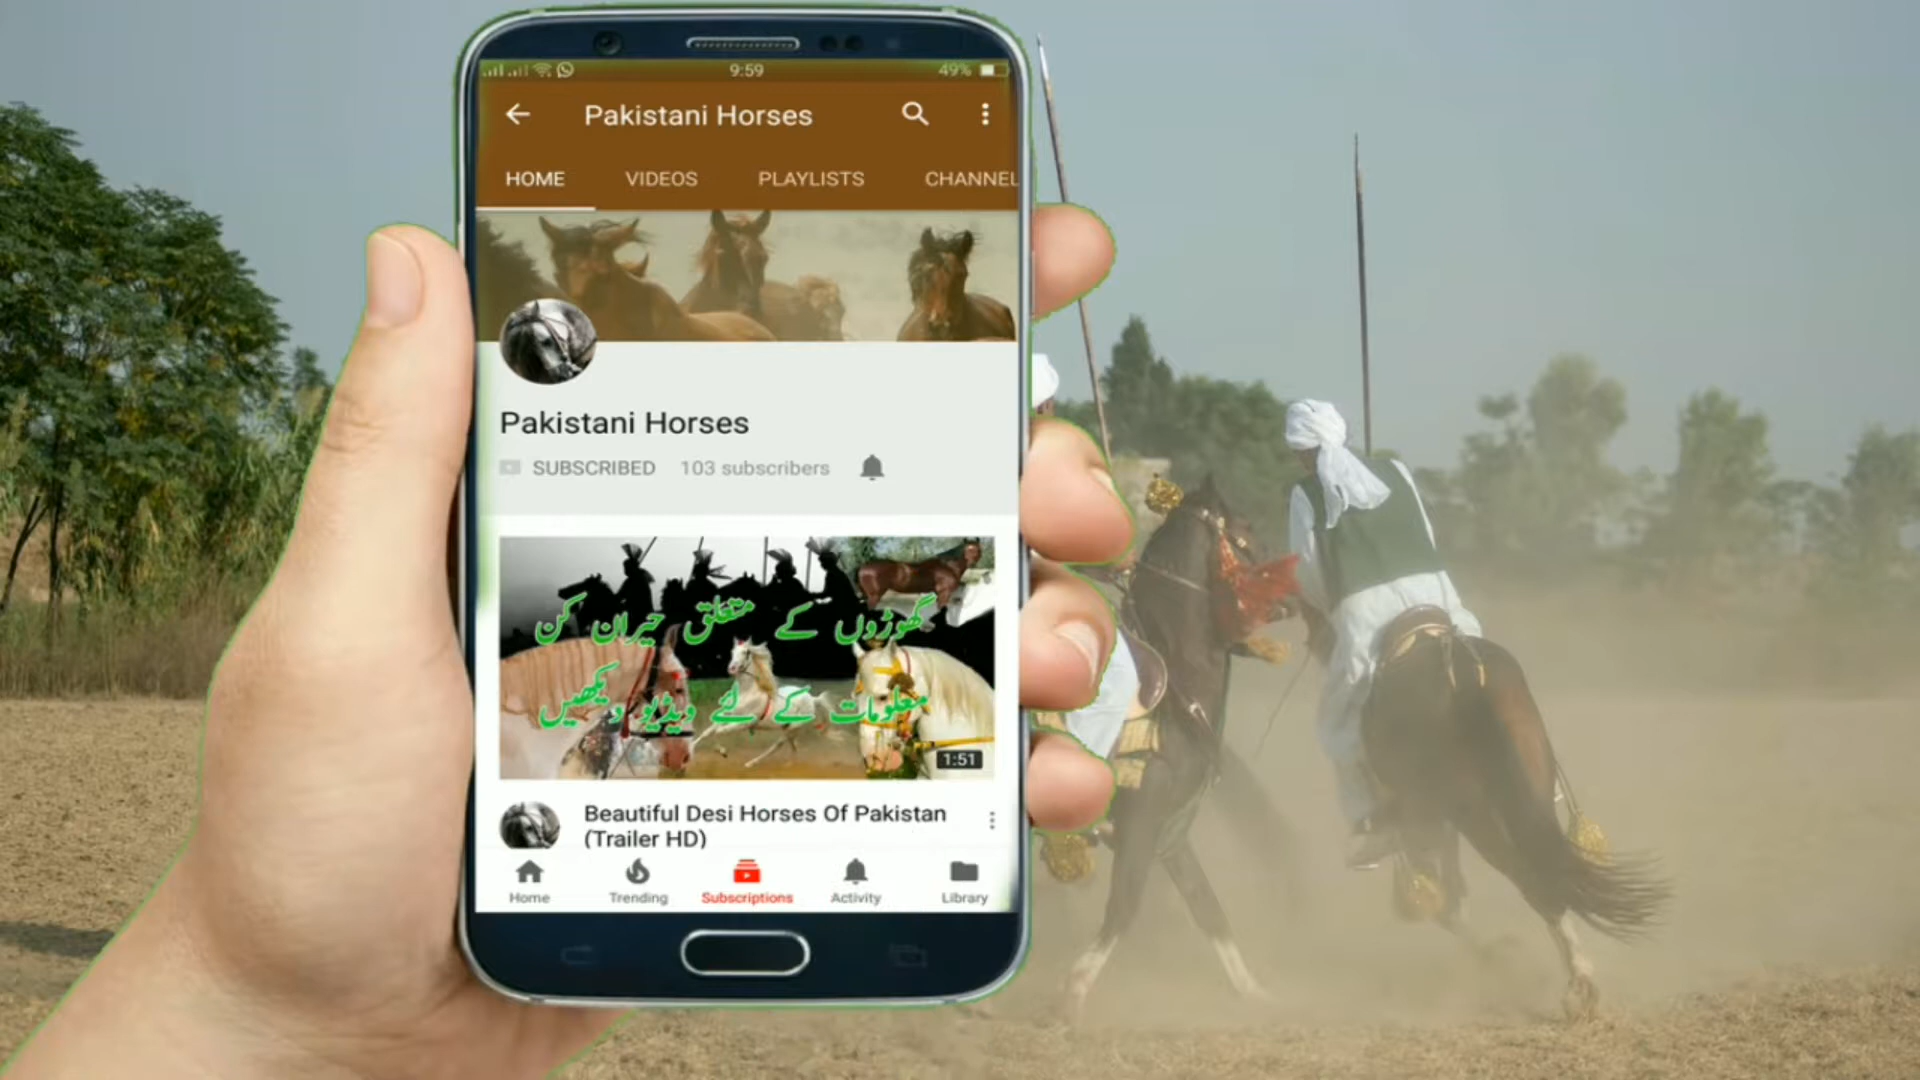 9:59
49%
Pakistani Horses
HOME VIDEOS PLAYLISTS CHANNEL
Pakistani Horses
SUBSCRIBED 103 subscribers
گھوڑوں کے متعلق حیران کن
معلومات کے لئے ویڈیو دیکھیں
1:51
Beautiful Desi Horses Of Pakistan
(Trailer HD)
Home Trending Subscriptions Activity Library